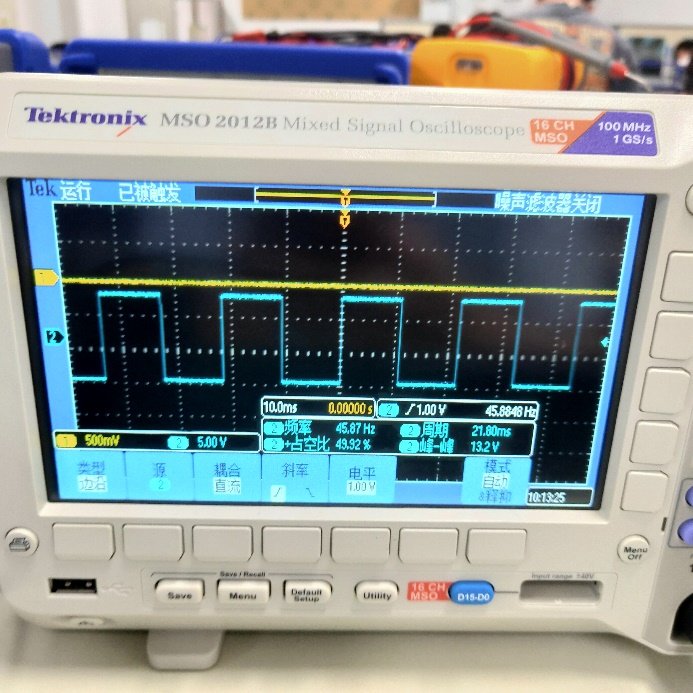 Tektronix MSO 2012B Mixed Signal Oscilloscope 16 CH MSO 100 MHz 1 GS/s
Tek 运行 已被触发 噪声滤波器关闭
1
2
10.0ms 0.00000 s 2 1.00 V 45.8848 Hz
2 频率 45.87 Hz 2 周期 21.80ms
1 500mV 2 5.00 V 2 +占空比 49.92 % 2 峰-峰 13.2 V
类型 源 耦合 斜率 电平 模式
边沿 2 直流 1.00 V 自动
&释抑 10:13:25
Menu Off
Save / Recall
Save Menu Default Setup Utility 16 CH MSO D15-D0